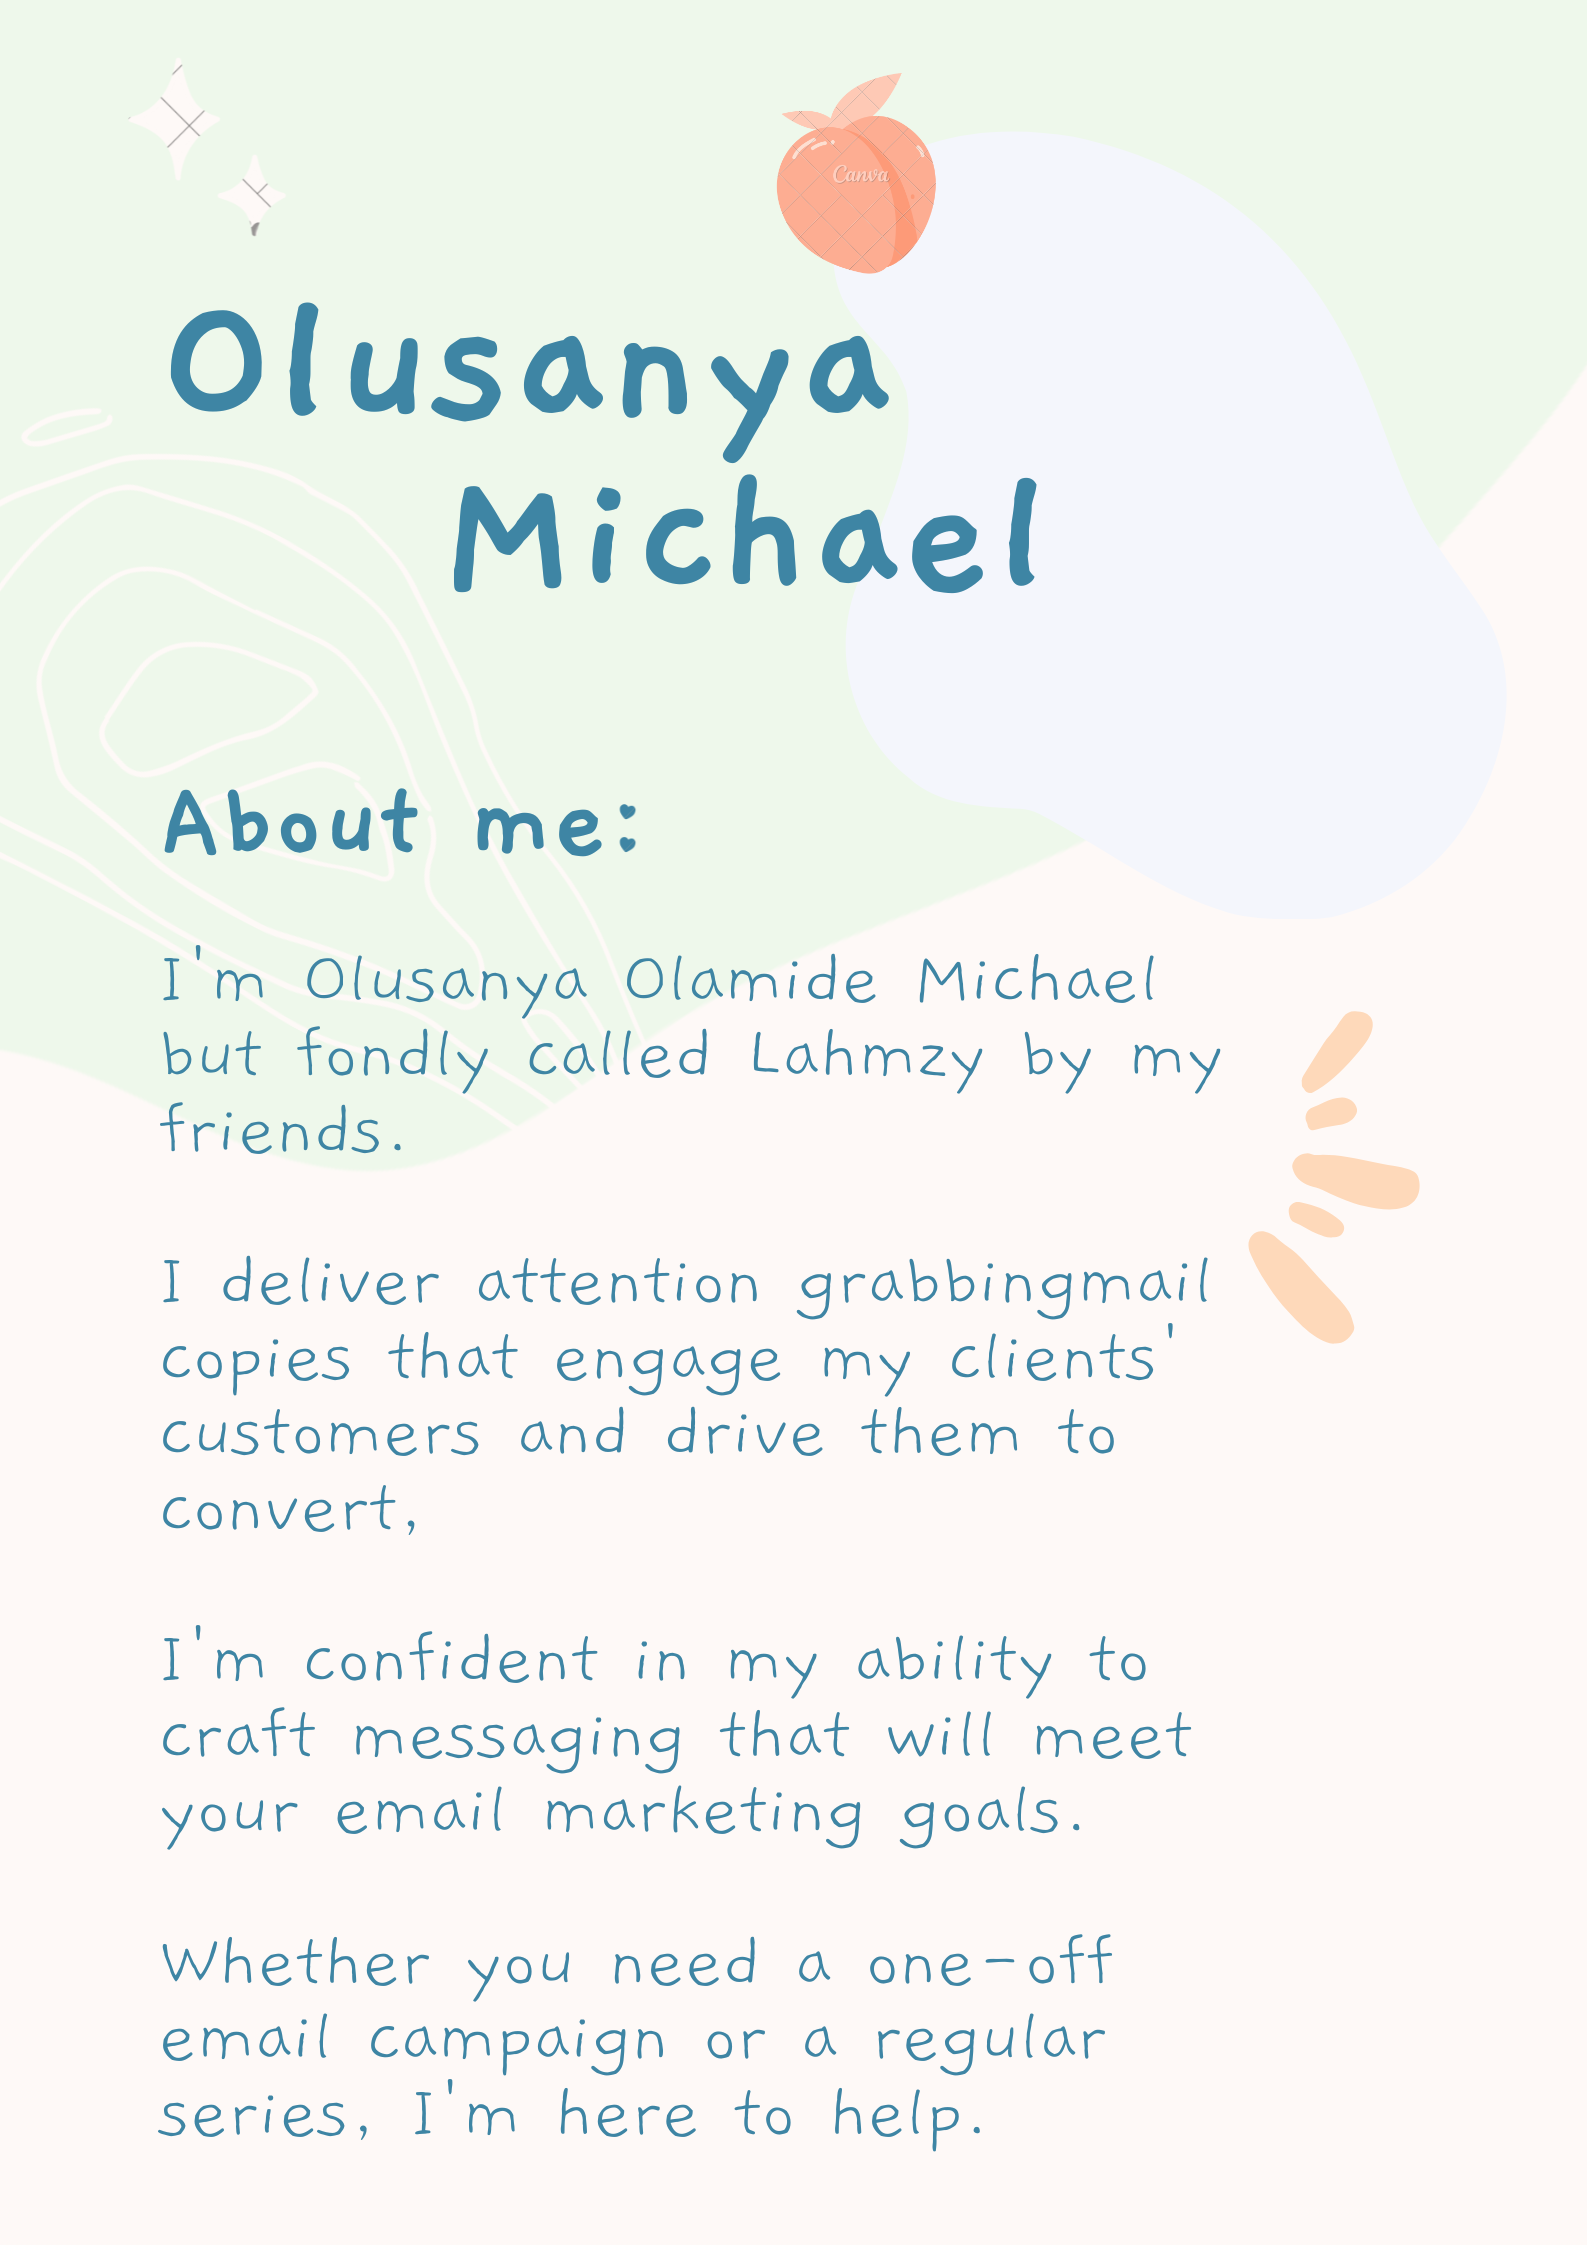 Canva
Olusanya
Michael
About me:
I'm Olusanya Olamide Michael
but fondly called Lahmzy by my
friends.
I deliver attention grabbingmail
copies that engage my clients'
customers and drive them to
convert,
I'm confident in my ability to
craft messaging that will meet
your email marketing goals.
Whether you need a one-off
email campaign or a regular
series, I'm here to help.